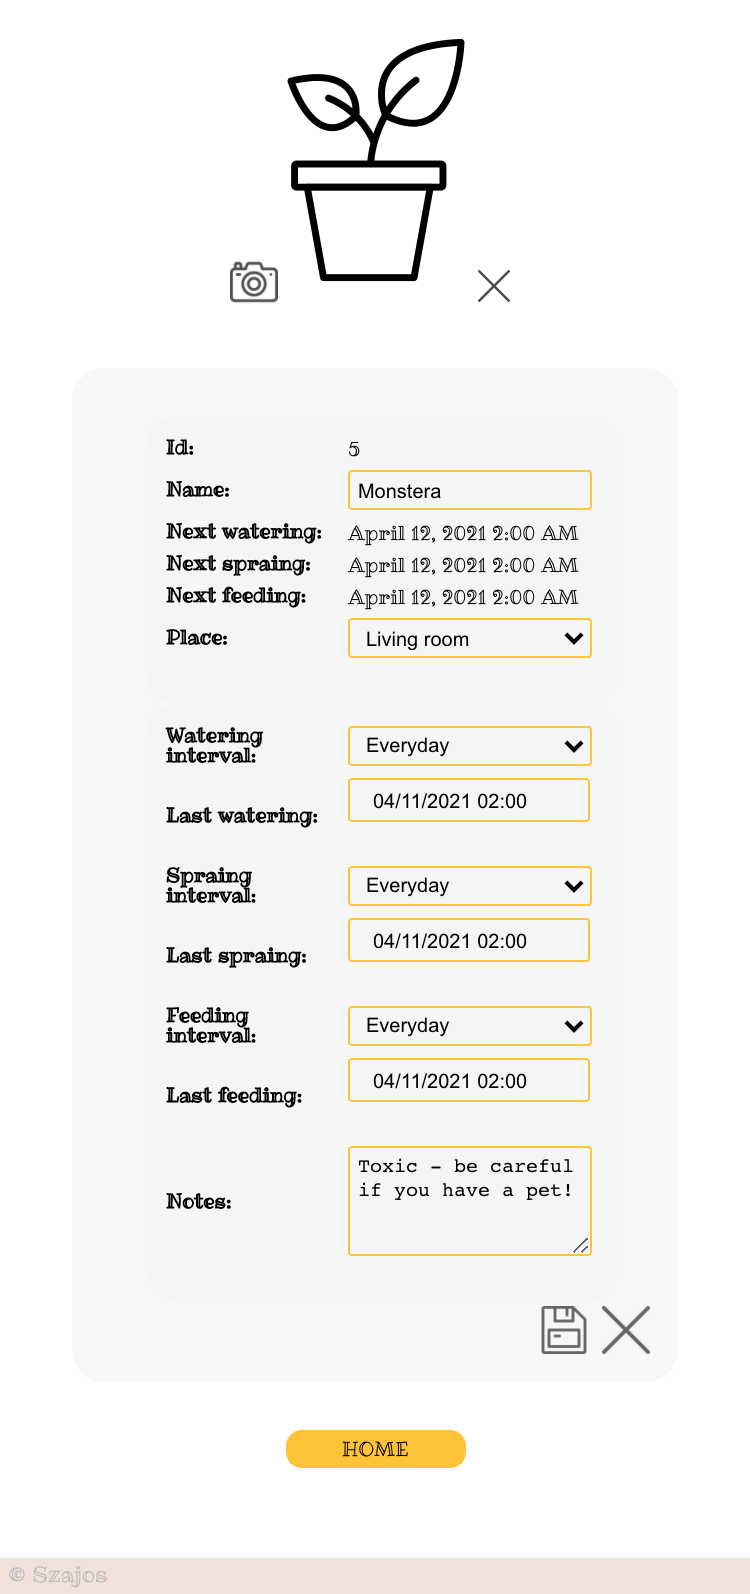 Id: 5
Name: Monstera
Next watering: April 12, 2021 2:00 AM
Next spraing: April 12, 2021 2:00 AM
Next feeding: April 12, 2021 2:00 AM
Place: Living room
Watering
interval: Everyday
Last watering: 04/11/2021 02:00
Spraing
interval: Everyday
Last spraing: 04/11/2021 02:00
Feeding
interval: Everyday
Last feeding: 04/11/2021 02:00
Notes: Toxic - be careful
if you have a pet!
HOME
© Szajos